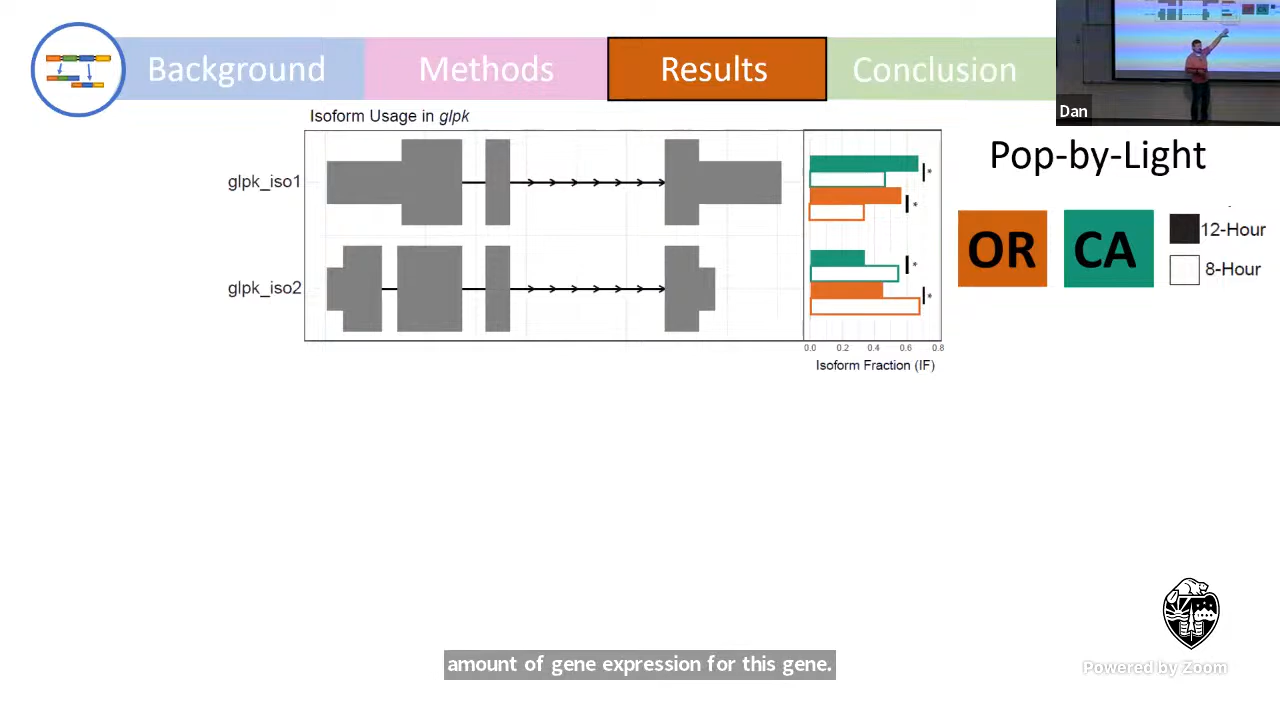 Background
Methods
Results
Conclusion
Dan
Isoform Usage in glpk
glpk_iso1
glpk_iso2
* 
*
*
*
0.0 0.2 0.4 0.6 0.8
Isoform Fraction (IF)
Pop-by-Light
OR
CA
12-Hour
8-Hour
amount of gene expression for this gene.
Powered by Zoom